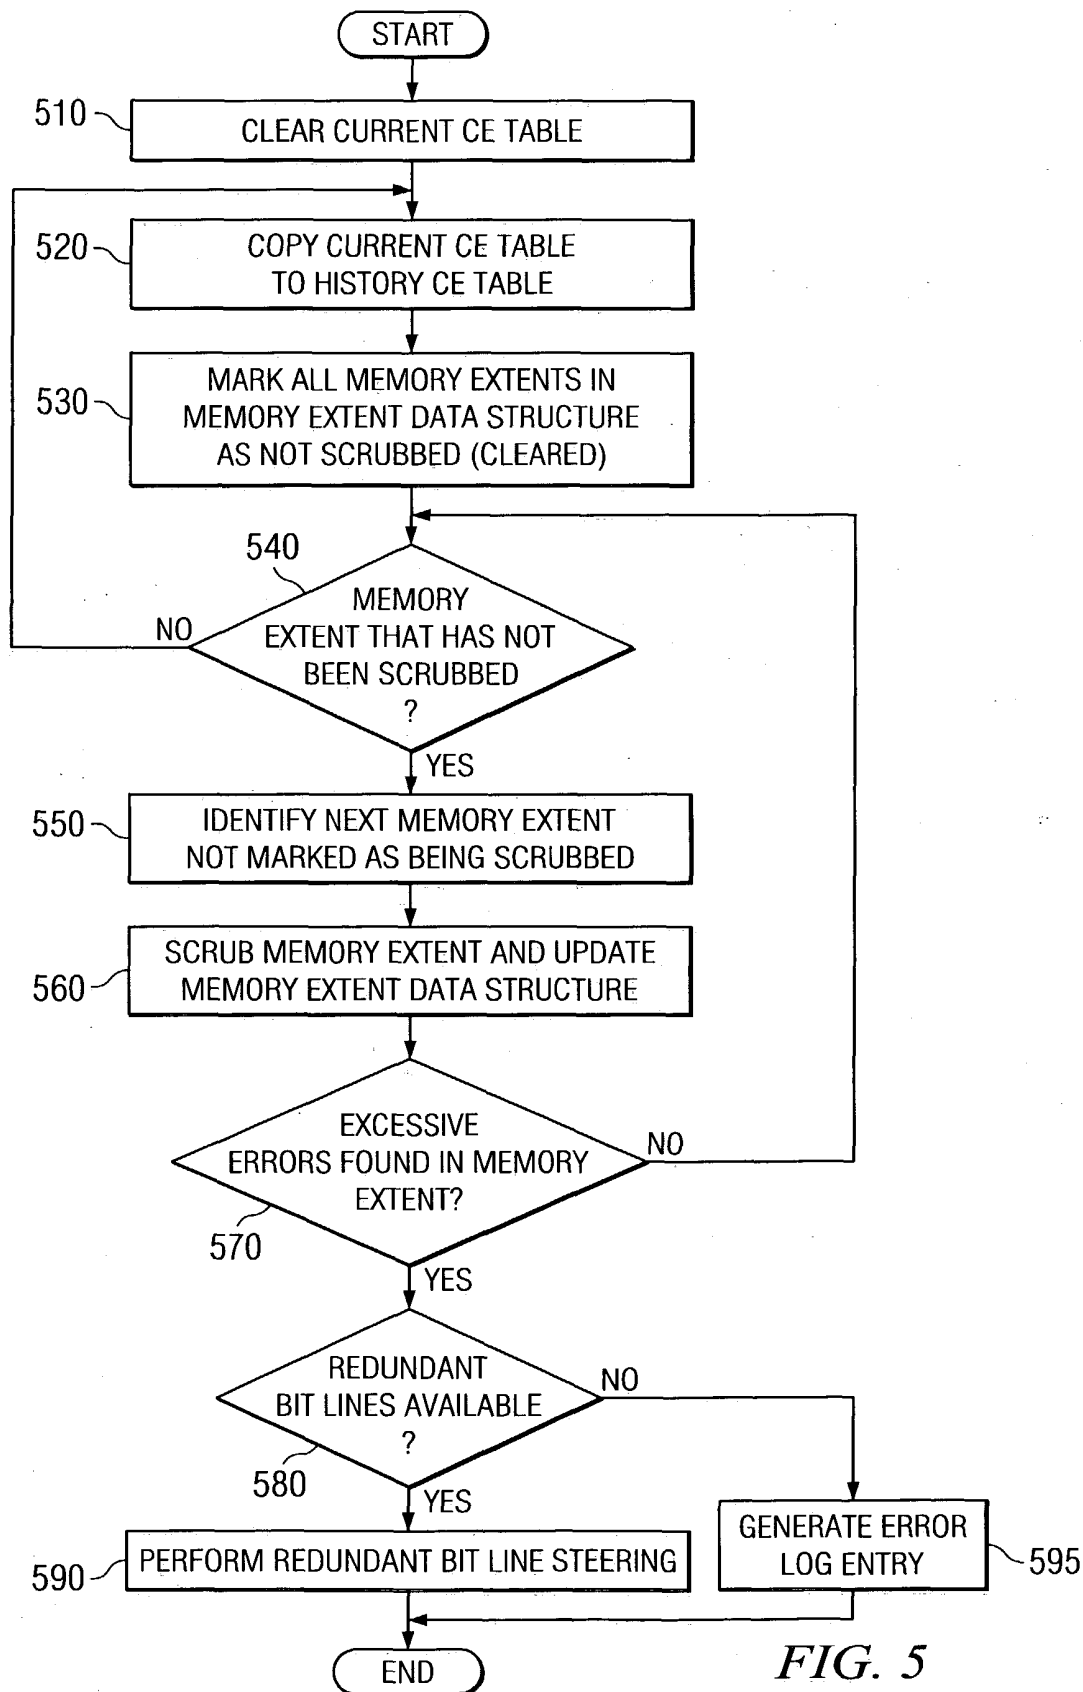 START
510
CLEAR CURRENT CE TABLE
520
COPY CURRENT CE TABLE
TO HISTORY CE TABLE
530
MARK ALL MEMORY EXTENTS IN
MEMORY EXTENT DATA STRUCTURE
AS NOT SCRUBBED (CLEARED)
540
MEMORY
EXTENT THAT HAS NOT
BEEN SCRUBBED
?
NO
YES
550
IDENTIFY NEXT MEMORY EXTENT
NOT MARKED AS BEING SCRUBBED
560
SCRUB MEMORY EXTENT AND UPDATE
MEMORY EXTENT DATA STRUCTURE
EXCESSIVE
ERRORS FOUND IN MEMORY
EXTENT?
NO
570
YES
REDUNDANT
BIT LINES AVAILABLE
?
NO
580
YES
590
PERFORM REDUNDANT BIT LINE STEERING
GENERATE ERROR
LOG ENTRY
595
END
FIG. 5